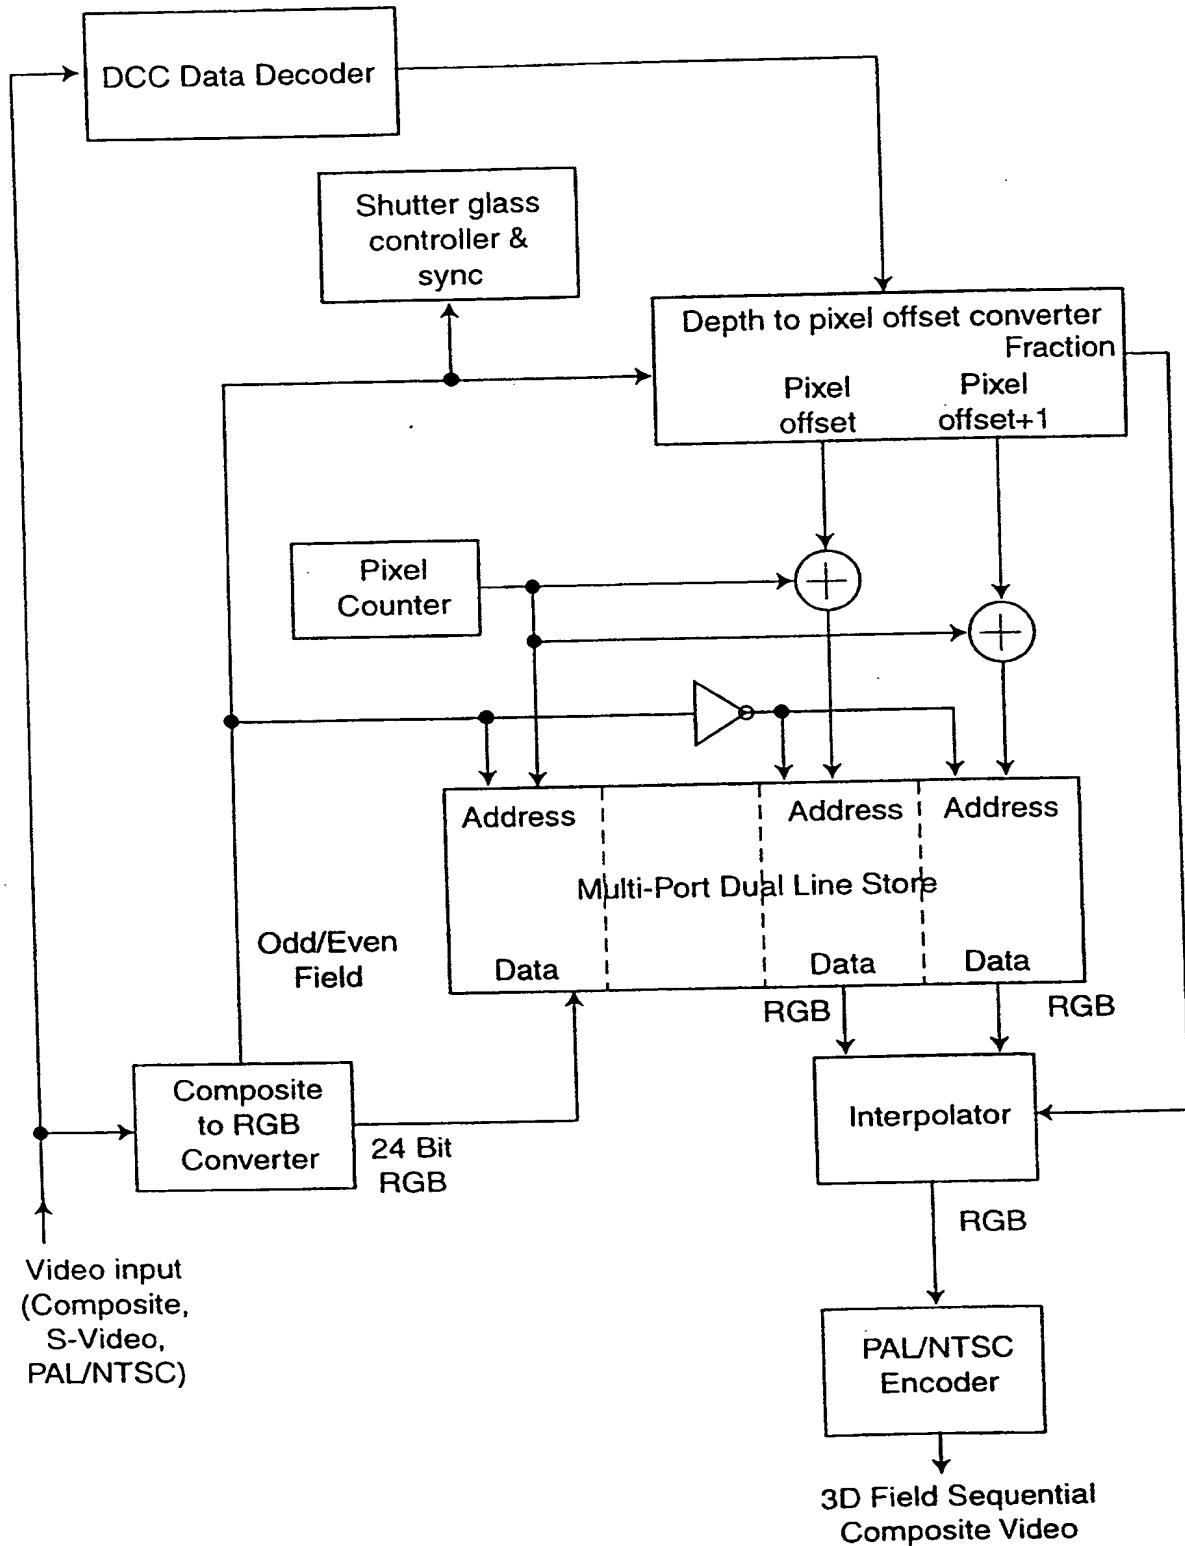 DCC Data Decoder
Shutter glass
controller &
sync
Depth to pixel offset converter
Fraction
Pixel
offset
Pixel
offset+1
Pixel
Counter
Address
Address
Address
Multi-Port Dual Line Store
Odd/Even
Field
Data
Data
Data
RGB
RGB
Composite
to RGB
Converter
24 Bit
RGB
Interpolator
RGB
Video input
(Composite,
S-Video,
PAL/NTSC)
PAL/NTSC
Encoder
3D Field Sequential
Composite Video